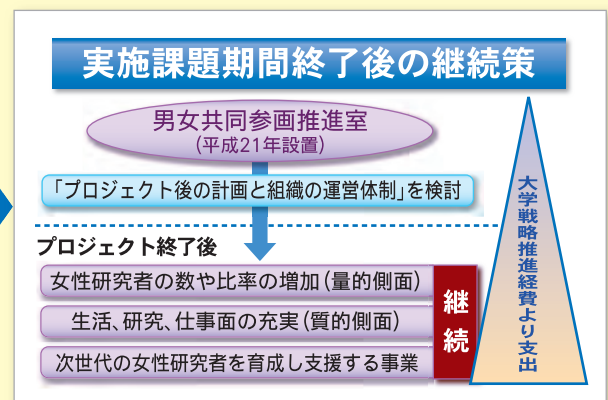 実施課題期間終了後の継続策
男女共同参画推進室
(平成21年設置)
「プロジェクト後の計画と組織の運営体制」を検討
プロジェクト終了後
女性研究者の数や比率の増加(量的側面)
生活、研究、仕事面の充実(質的側面)
次世代の女性研究者を育成し支援する事業
継続
大学戦略推進経費より支出